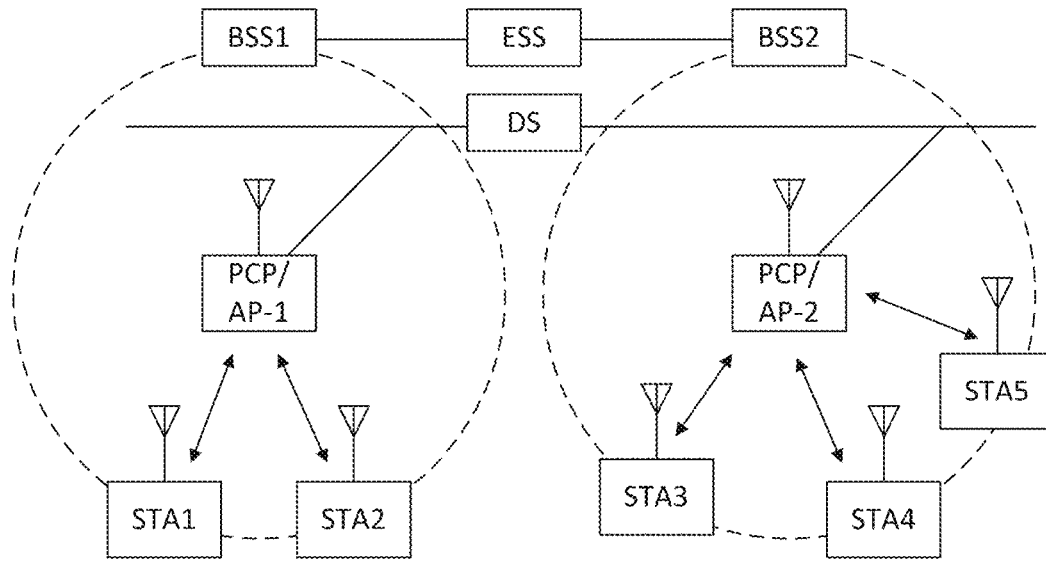 BSS1
ESS
BSS2
DS
PCP/
AP-1
PCP/
AP-2
STA5
STA3
STA1
STA2
STA4